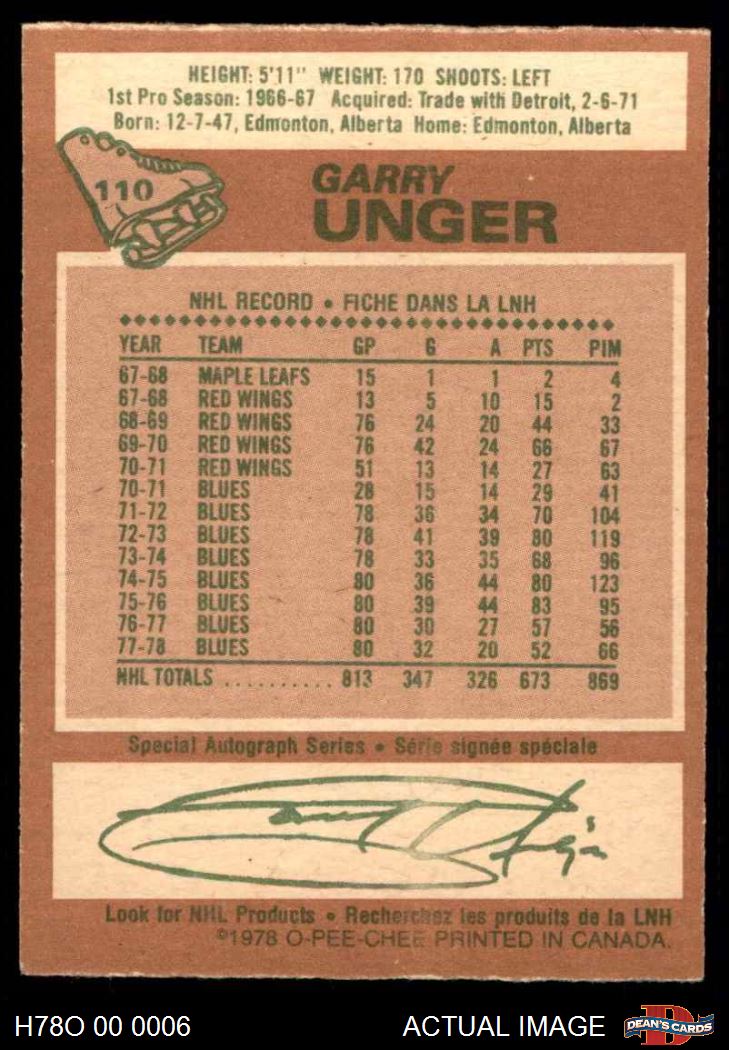 HEIGHT: 5'11" WEIGHT: 170 SHOOTS: LEFT
1st Pro Season: 1966-67 Acquired: Trade with Detroit, 2-6-71
Born: 12-7-47, Edmonton, Alberta Home: Edmonton, Alberta
110
GARRY
UNGER
NHL RECORD • FICHE DANS LA LNH
YEAR TEAM GP G A PTS PIM
67-68 MAPLE LEAFS 15 1 1 2 4
67-68 RED WINGS 13 5 10 15 2
68-69 RED WINGS 76 24 20 44 33
69-70 RED WINGS 76 42 24 66 67
70-71 RED WINGS 51 13 14 27 63
70-71 BLUES 28 15 14 29 41
71-72 BLUES 78 36 34 70 104
72-73 BLUES 78 41 39 80 119
73-74 BLUES 78 33 35 68 96
74-75 BLUES 80 36 44 80 123
75-76 BLUES 80 39 44 83 95
76-77 BLUES 80 30 27 57 56
77-78 BLUES 80 32 20 52 66
NHL TOTALS .......... 813 347 326 673 869
Special Autograph Series • Série signée spéciale
Look for NHL Products • Recherchez les produits de la LNH
©1978 O-PEE-CHEE PRINTED IN CANADA.
H78O 00 0006 ACTUAL IMAGE
D
DEAN'S CARDS